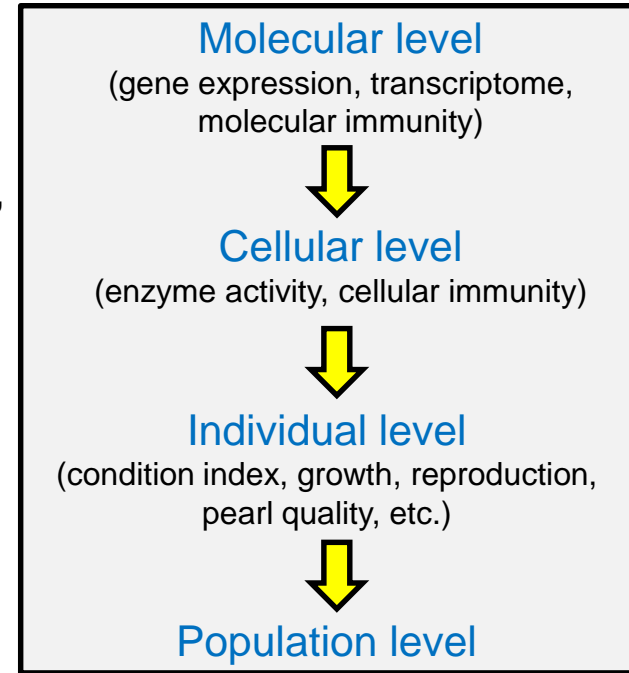 Molecular level
(gene expression, transcriptome,
molecular immunity)
,
Cellular level
(enzyme activity, cellular immunity)
Individual level
(condition index, growth, reproduction,
pearl quality, etc.)
Population level